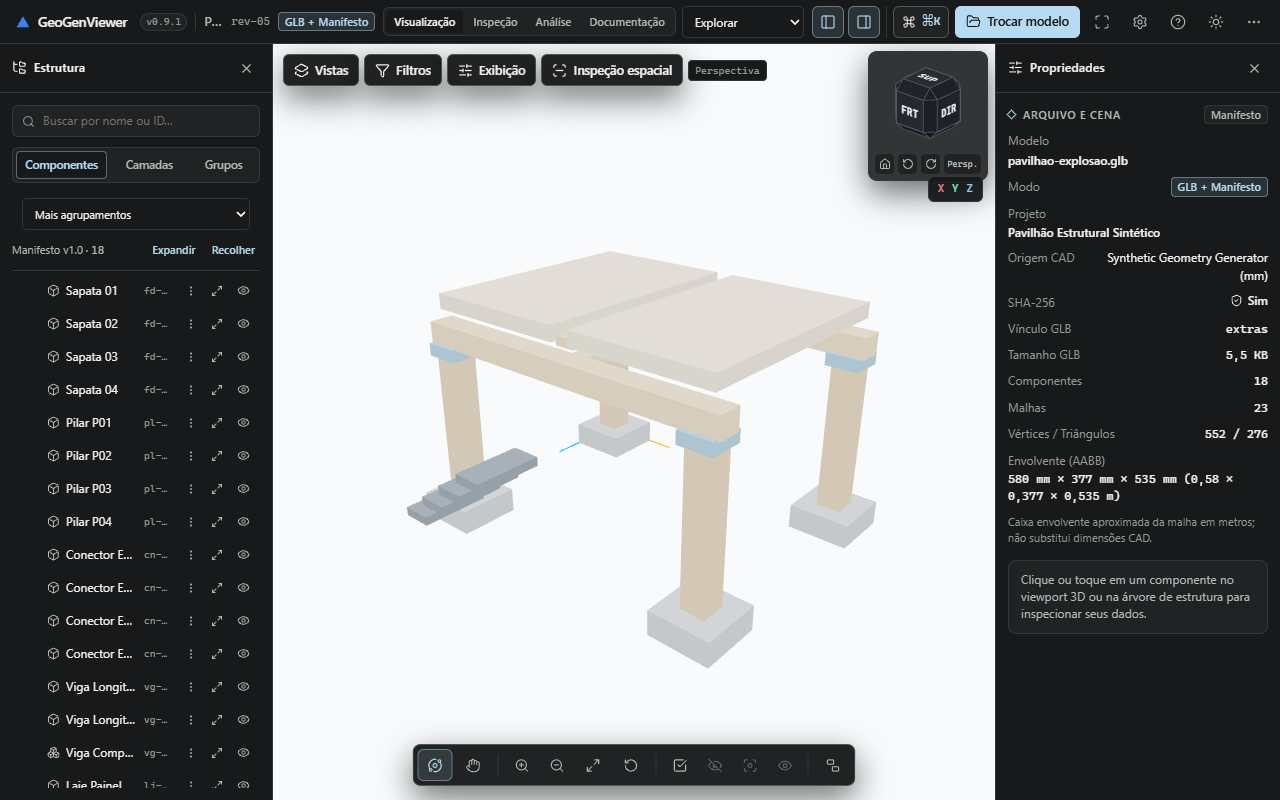 GeoGenViewer v0.9.1 P... rev-05 GLB + Manifesto Visualização Inspeção Análise Documentação Explorar ⌘K Trocar modelo
Estrutura
Buscar por nome ou ID...
Componentes Camadas Grupos
Mais agrupamentos
Manifesto v1.0 · 18 Expandir Recolher
Sapata 01 fd-…
Sapata 02 fd-…
Sapata 03 fd-…
Sapata 04 fd-…
Pilar P01 pl-…
Pilar P02 pl-…
Pilar P03 pl-…
Pilar P04 pl-…
Conector E... cn-…
Conector E... cn-…
Conector E... cn-…
Conector E... cn-…
Viga Longit... vg-…
Viga Longit... vg-…
Viga Comp... vg-…
Laje Painel lj-…
Vistas Filtros Exibição Inspeção espacial Perspectiva
SUP
FRT DIR
Persp.
X Y Z
Propriedades
ARQUIVO E CENA Manifesto
Modelo
pavilhao-explosao.glb
Modo GLB + Manifesto
Projeto
Pavilhão Estrutural Sintético
Origem CAD Synthetic Geometry Generator
(mm)
SHA-256 Sim
Vínculo GLB extras
Tamanho GLB 5,5 KB
Componentes 18
Malhas 23
Vértices / Triângulos 552 / 276
Envolvente (AABB)
580 mm × 377 mm × 535 mm (0,58 ×
0,377 × 0,535 m)
Caixa envolvente aproximada da malha em metros;
não substitui dimensões CAD.
Clique ou toque em um componente no
viewport 3D ou na árvore de estrutura para
inspecionar seus dados.